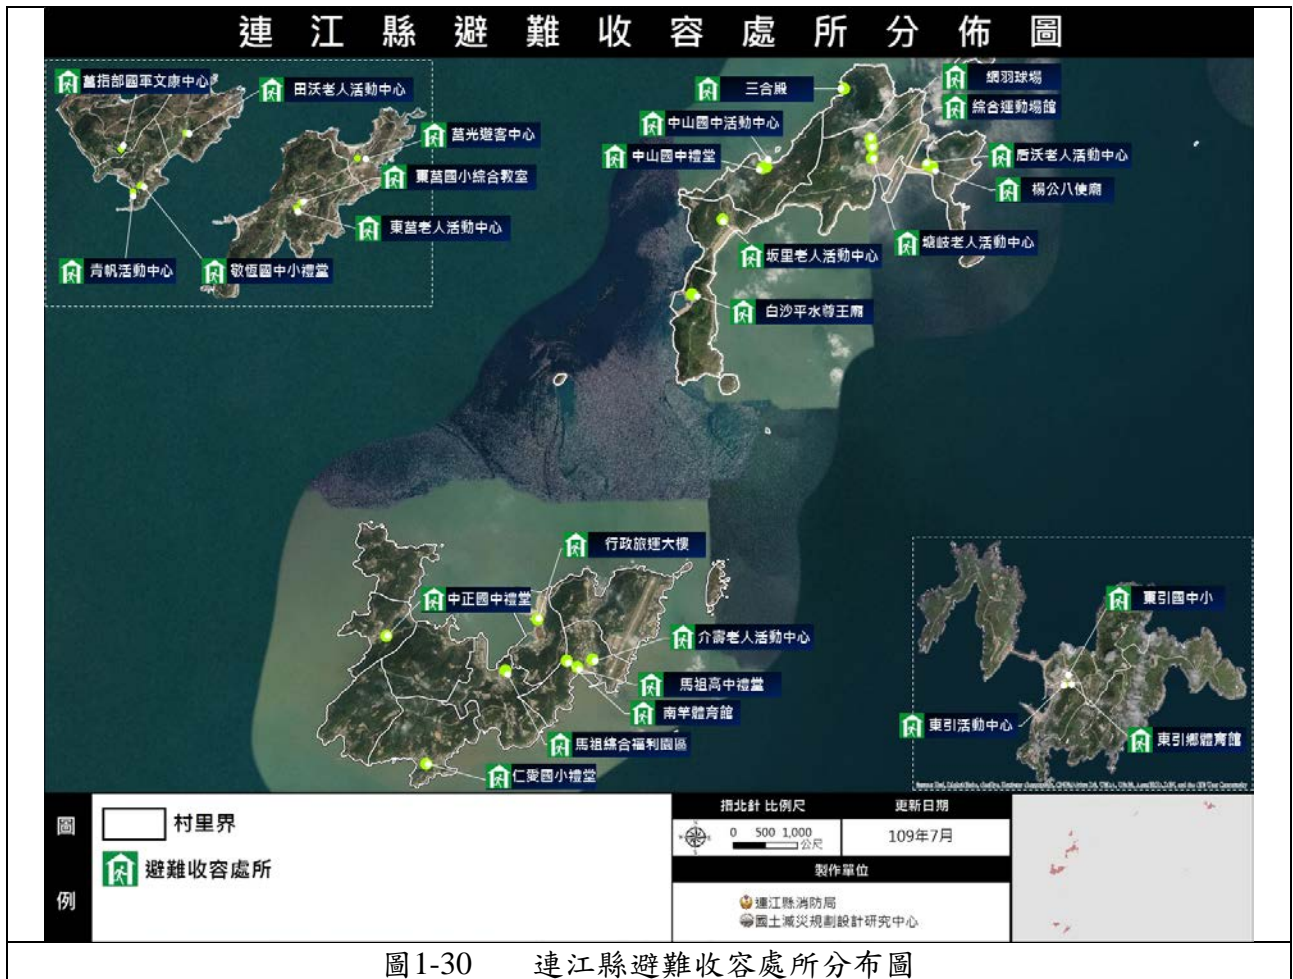 連江縣避難收容處所分佈圖
莒指部國軍文康中心
田沃老人活動中心
莒光遊客中心
東莒國小綜合教室
東莒老人活動中心
青帆活動中心
敬恆國中小禮堂
三合殿
網羽球場
中山國中活動中心
綜合運動場館
中山國中禮堂
后沃老人活動中心
楊公八使廟
塘岐老人活動中心
坂里老人活動中心
白沙平水尊王廟
行政旅運大樓
中正國中禮堂
介壽老人活動中心
馬祖高中禮堂
南竿體育館
馬祖綜合福利園區
仁愛國小禮堂
東引國中小
東引活動中心
東引鄉體育館
圖例
村里界
避難收容處所
指北針 比例尺
更新日期
0 500 1,000
公尺
109年7月
製作單位
連江縣消防局
國土減災規劃設計研究中心
圖1-30 連江縣避難收容處所分布圖